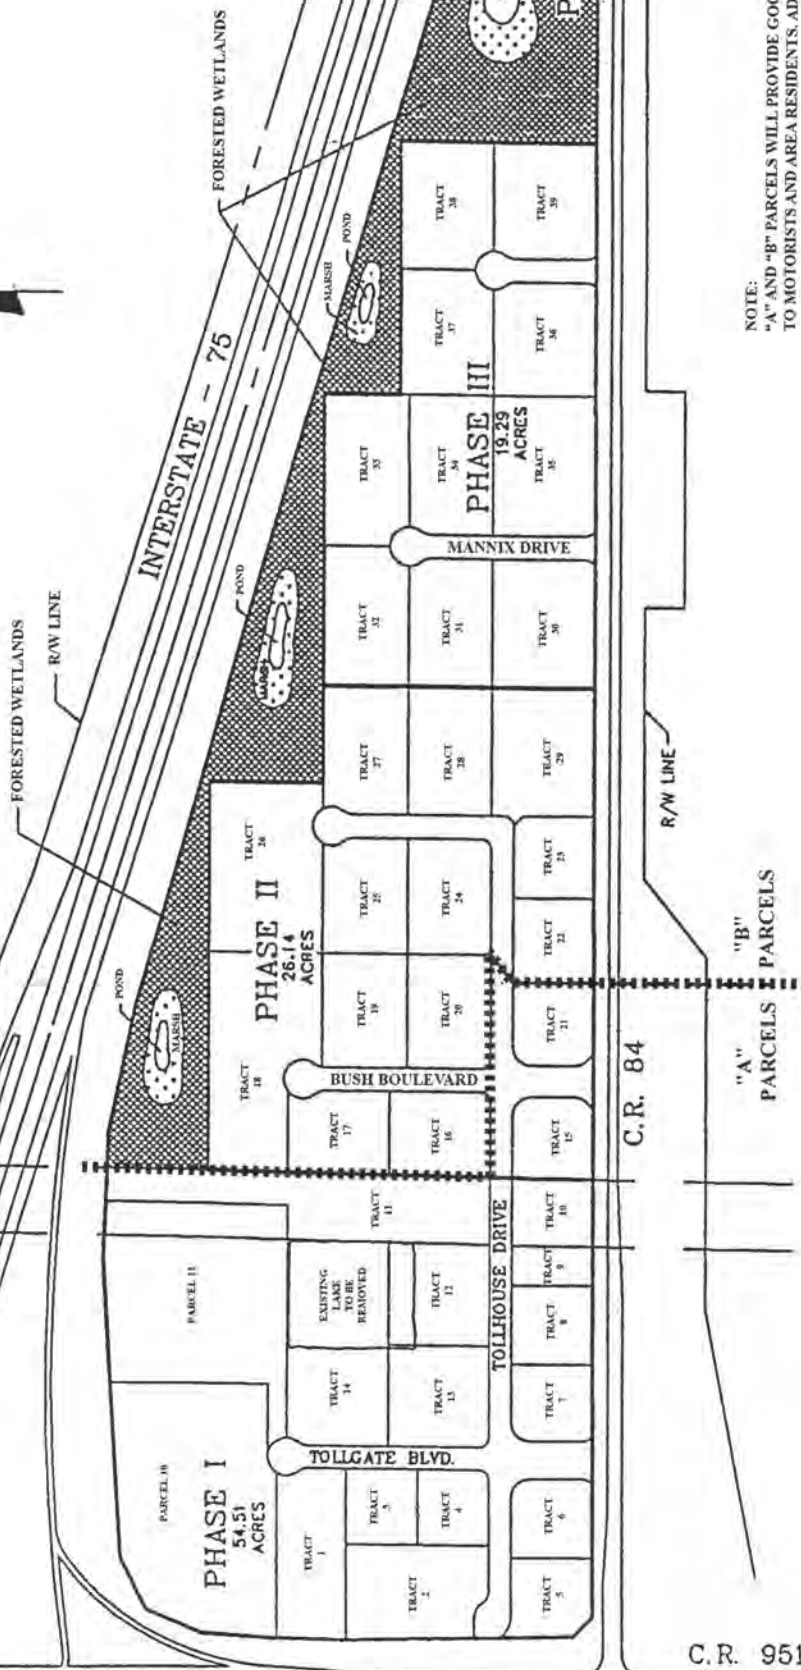 FORESTED WETLANDS
POND
MARSH
INTERSTATE - 75
R/W LINE
FORESTED WETLANDS
POND
MARSH
POND
MARSH
TRACT
38
TRACT
39
TRACT
37
TRACT
36
PHASE III
19.29
ACRES
TRACT
33
TRACT
34
TRACT
35
MANNIX DRIVE
TRACT
32
TRACT
31
TRACT
30
TRACT
27
TRACT
28
TRACT
29
TRACT
26
TRACT
25
TRACT
24
TRACT
23
TRACT
22
PHASE II
26.14
ACRES
TRACT
19
TRACT
20
TRACT
21
TRACT
18
BUSH BOULEVARD
TRACT
17
TRACT
16
TRACT
15
TRACT
TRACT
10
TRACT
9
TRACT
8
TRACT
7
TOLLHOUSE DRIVE
PARCEL 11
EXISTING
LAKE
TO BE
REMOVED
TRACT
12
TRACT
14
TRACT
13
TOLLGATE BLVD.
PARCEL 10
PHASE I
54.51
ACRES
TRACT
1
TRACT
3
TRACT
4
TRACT
2
TRACT
6
TRACT
5
C.R. 84
C.R. 951
R/W LINE
"A"
PARCELS
"B"
PARCELS
NOTE:
"A" AND "B" PARCELS WILL PROVIDE
TO MOTORISTS AND AREA RESIDENTS.